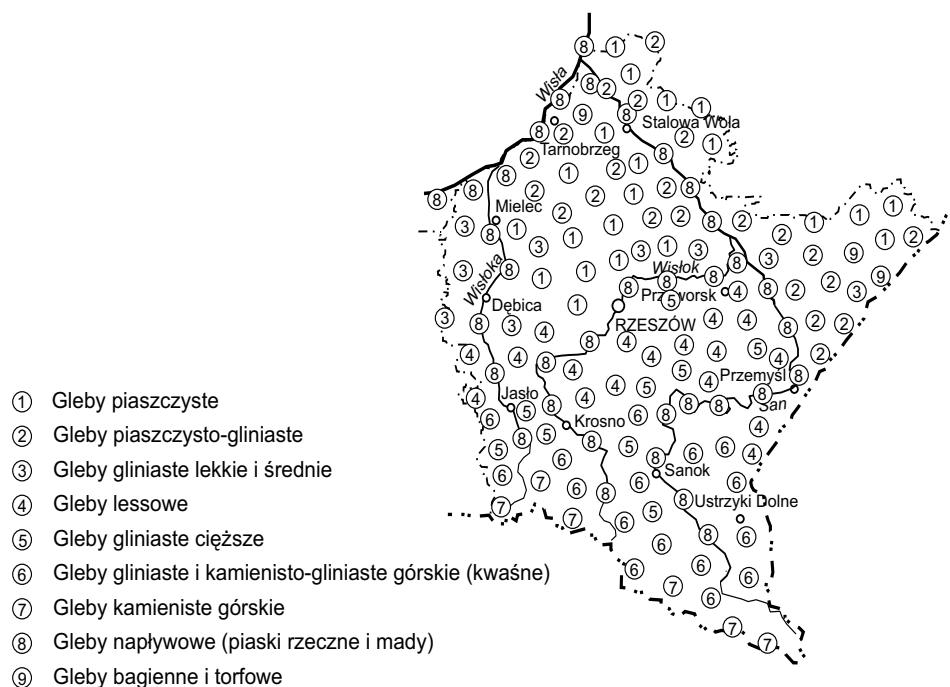 Wisła
Stalowa Wola
Tarnobrzeg
Mielec
Wisłoka
Wisłok
Przeworsk
Dębica
RZESZÓW
Przemyśl
San
Jasło
Krosno
Sanok
Ustrzyki Dolne
1 Gleby piaszczyste
2 Gleby piaszczysto-gliniaste
3 Gleby gliniaste lekkie i średnie
4 Gleby lessowe
5 Gleby gliniaste cięższe
6 Gleby gliniaste i kamienisto-gliniaste górskie (kwaśne)
7 Gleby kamieniste górskie
8 Gleby napływowe (piaski rzeczne i mady)
9 Gleby bagienne i torfowe